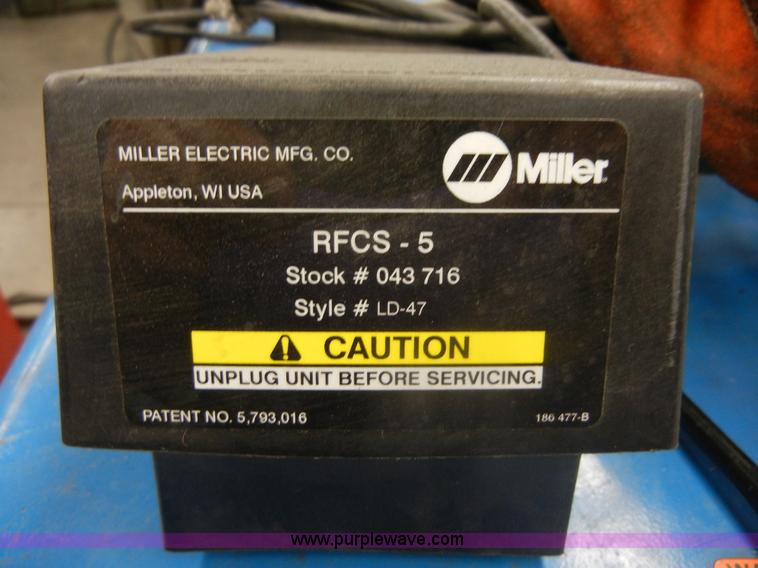 MILLER ELECTRIC MFG. CO.
Miller
Appleton, WI USA
RFCS - 5
Stock # 043 716
Style # LD-47
CAUTION
UNPLUG UNIT BEFORE SERVICING.
PATENT NO. 5,793,016
186 477-B
www.purplewave.com